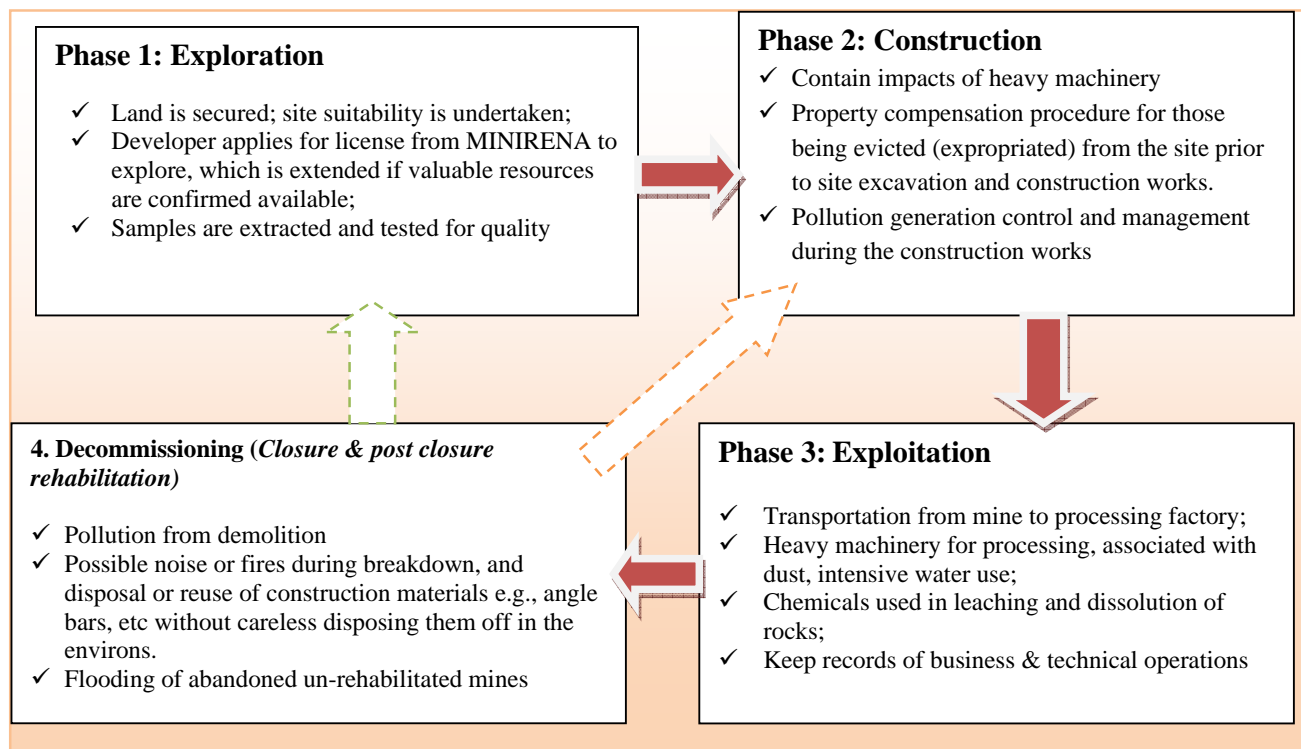 Phase 1: Exploration
✓ Land is secured; site suitability is undertaken;
✓ Developer applies for license from MINIRENA to
explore, which is extended if valuable resources
are confirmed available;
✓ Samples are extracted and tested for quality
Phase 2: Construction
✓ Contain impacts of heavy machinery
✓ Property compensation procedure for those
being evicted (expropriated) from the site prior
to site excavation and construction works.
✓ Pollution generation control and management
during the construction works
Phase 3: Exploitation
✓ Transportation from mine to processing factory;
✓ Heavy machinery for processing, associated with
dust, intensive water use;
✓ Chemicals used in leaching and dissolution of
rocks;
✓ Keep records of business & technical operations
4. Decommissioning (Closure & post closure
rehabilitation)
✓ Pollution from demolition
✓ Possible noise or fires during breakdown, and
disposal or reuse of construction materials e.g., angle
bars, etc without careless disposing them off in the
environs.
✓ Flooding of abandoned un-rehabilitated mines